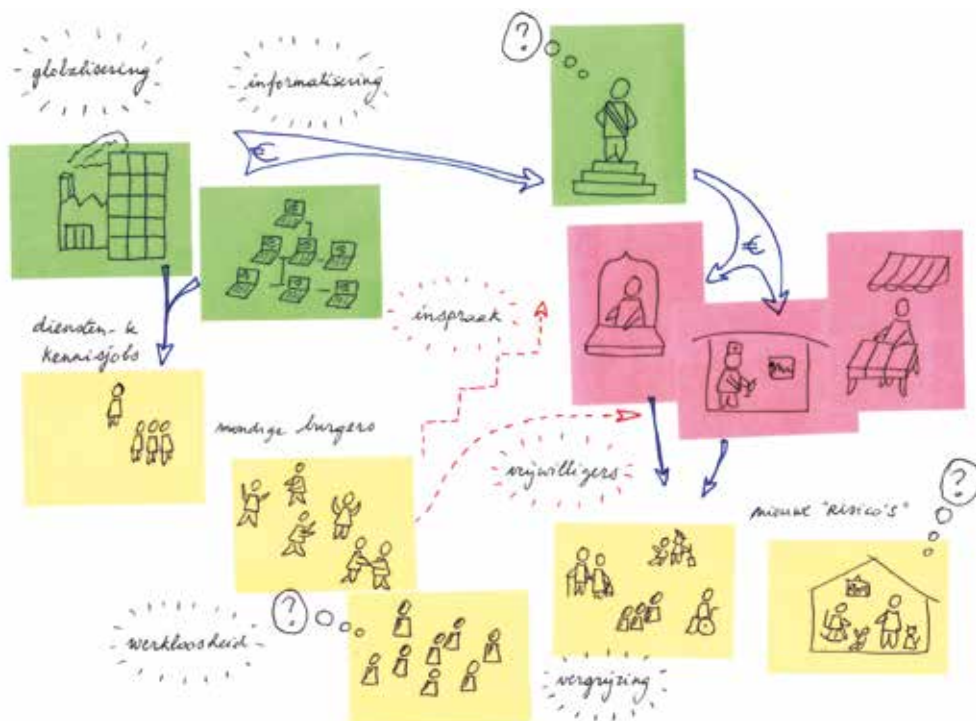 globalisering
informatisering
?
€
€
diensten- &
kennisjobs
inspraak
mondige burgers
vrijwilligers
nieuwe "RISICO'S"
?
?
werkloosheid
vergrijzing